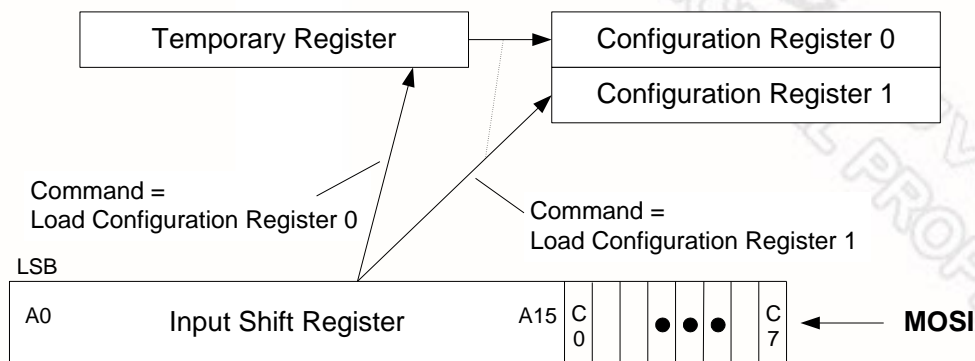 Temporary Register
Configuration Register 0
Configuration Register 1
Command =
Load Configuration Register 0
Command =
Load Configuration Register 1
LSB
A0
Input Shift Register
A15
C
0
C
7
MOSI